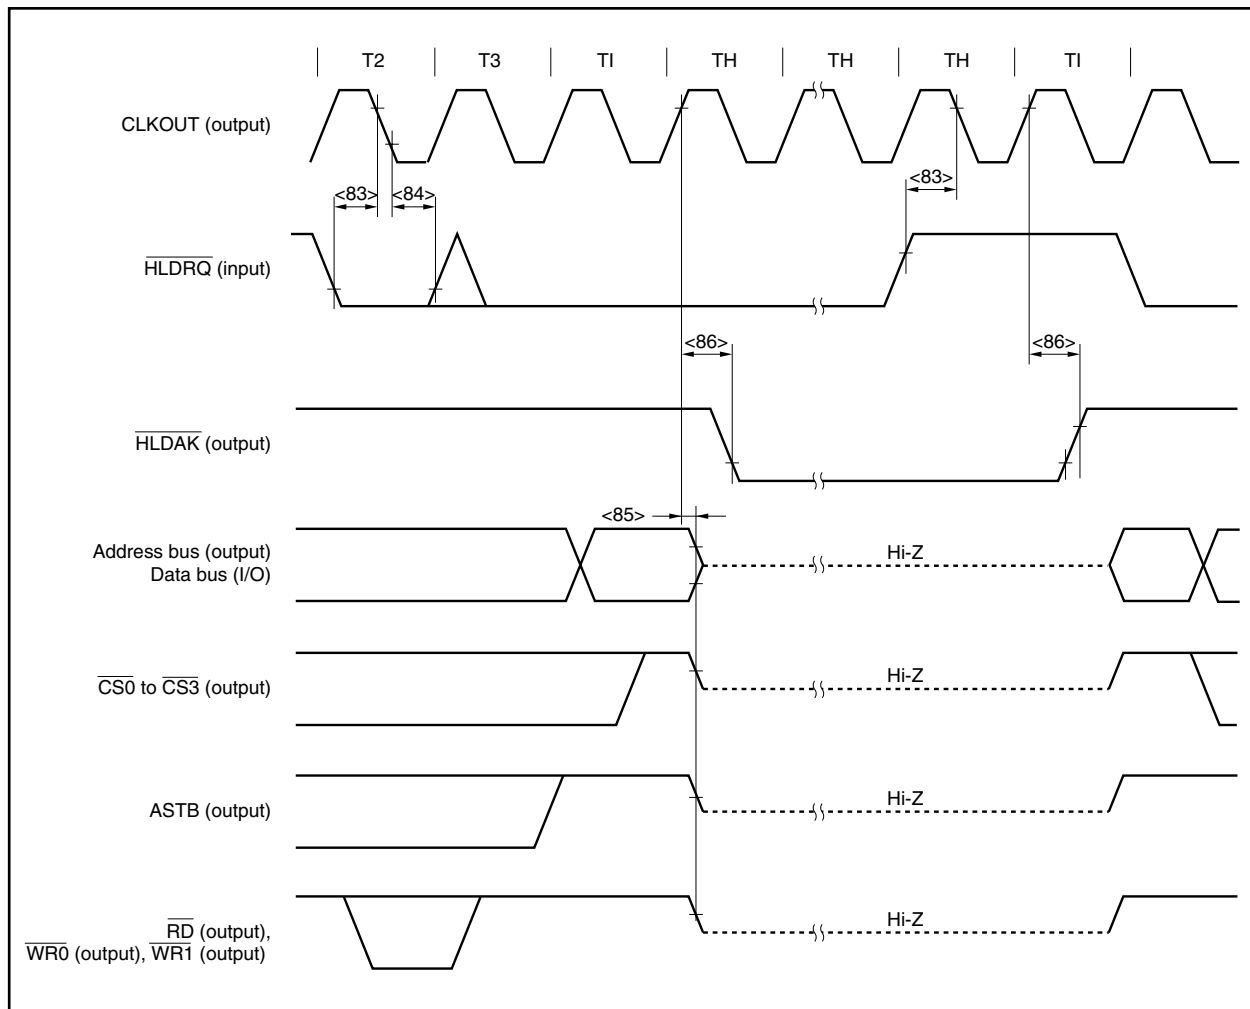 T2 T3 TI TH TH TH TI
CLKOUT (output)
<83> <84>
<83>
HLDRQ (input)
<86>
<86>
HLDAK (output)
<85>
Address bus (output)
Data bus (I/O)
Hi-Z
CS0 to CS3 (output)
Hi-Z
ASTB (output)
Hi-Z
RD (output),
WR0 (output), WR1 (output)
Hi-Z